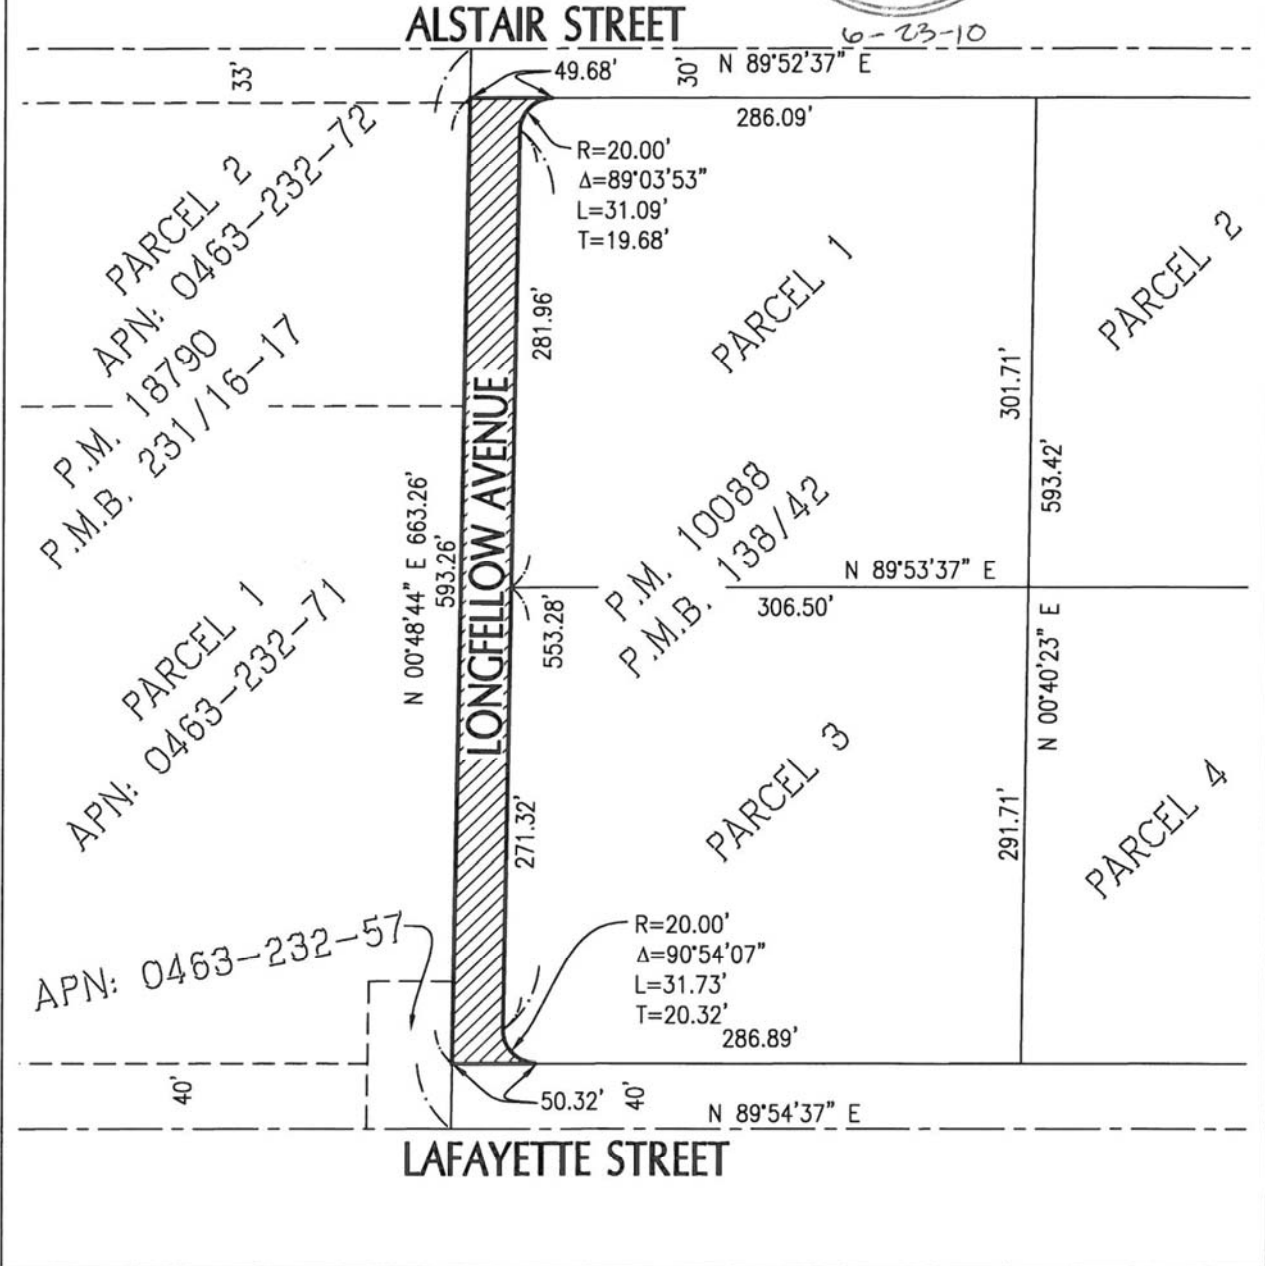 ALSTAIR STREET
6-23-10
33'
49.68'
30'
N 89°52'37" E
286.09'
R=20.00'
Δ=89°03'53"
L=31.09'
T=19.68'
PARCEL 2
APN: 0463-232-72
P.M. 18790
P.M.B. 231/16-17
281.96'
PARCEL 1
PARCEL 2
301.71'
593.42'
LONGFELLOW AVENUE
N 00°48'44" E 663.26'
593.26'
P.M. 10088
P.M.B. 138/42
N 89°53'37" E
306.50'
553.28'
PARCEL 1
APN: 0463-232-71
N 00°40'23" E
PARCEL 3
271.32'
291.71'
PARCEL 4
APN: 0463-232-57
R=20.00'
Δ=90°54'07"
L=31.73'
T=20.32'
286.89'
40'
50.32'
40'
N 89°54'37" E
LAFAYETTE STREET